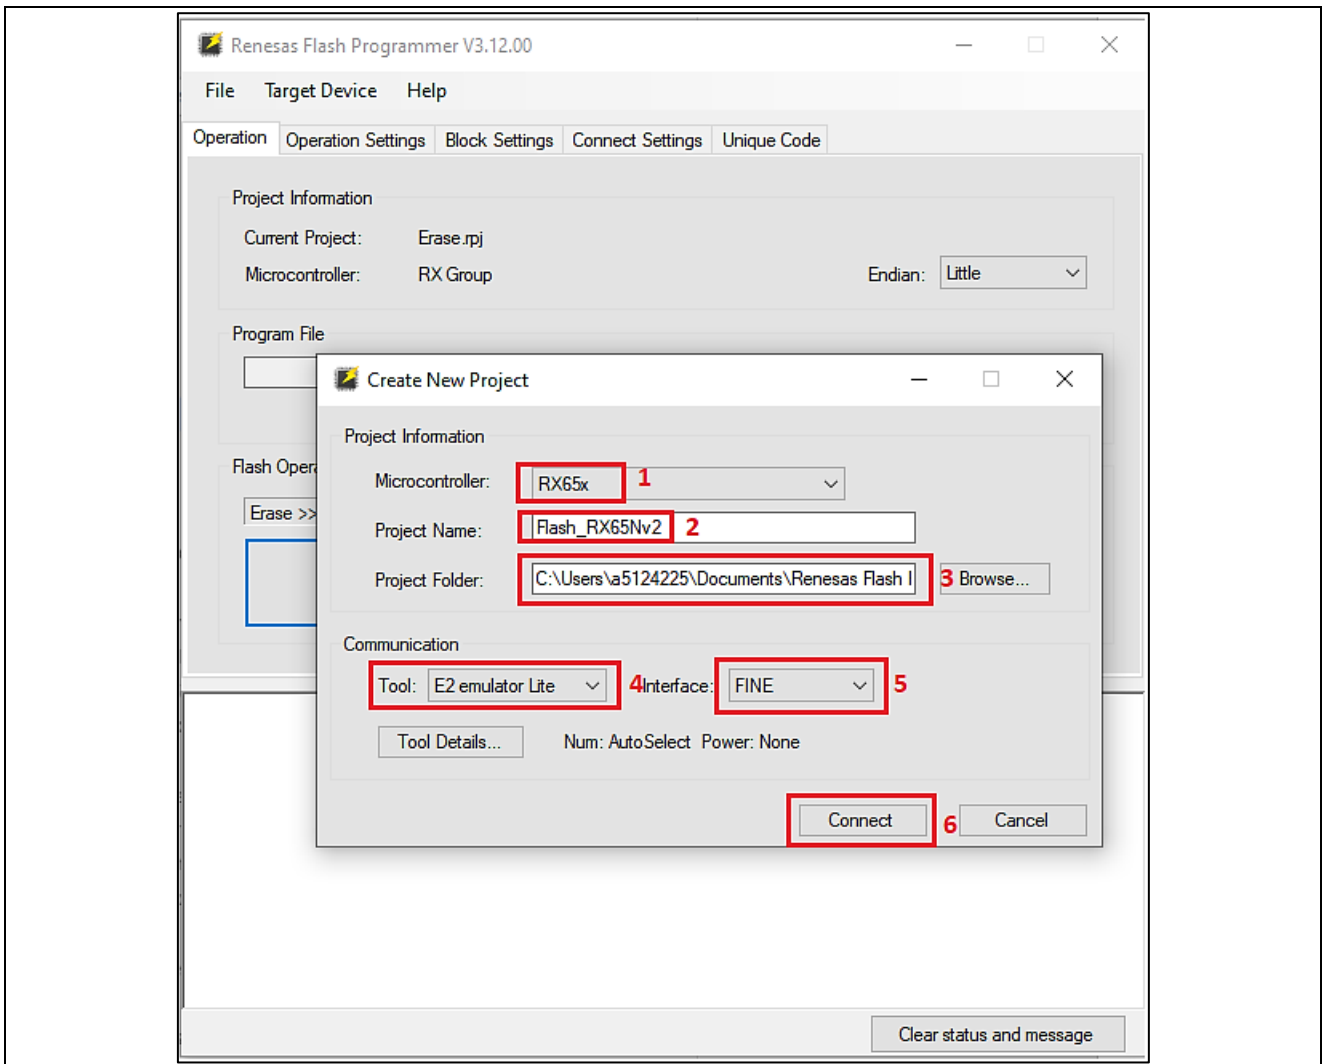 Renesas Flash Programmer V3.12.00
File Target Device Help
Operation Operation Settings Block Settings Connect Settings Unique Code
Project Information
Current Project: Erase.rpj
Microcontroller: RX Group Endian: Little
Program File
Create New Project
Project Information
Flash Opera
Microcontroller: RX65x 1
Erase >>
Project Name: Flash_RX65Nv2 2
Project Folder: C:\Users\a5124225\Documents\Renesas Flash 3 Browse...
Communication
Tool: E2 emulator Lite 4 Interface: FINE 5
Tool Details... Num: AutoSelect Power: None
Connect 6 Cancel
Clear status and message